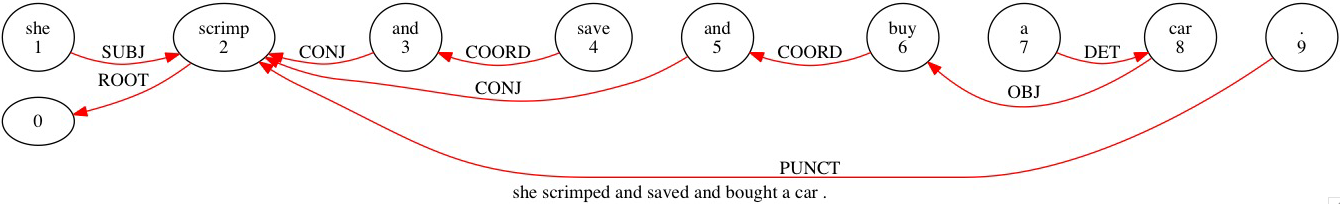 she scrimp and save and buy a car .
1 SUBJ 2 CONJ 3 COORD 4 5 COORD 6 7 DET 8 9
ROOT CONJ OBJ
0
PUNCT
she scrimped and saved and bought a car .